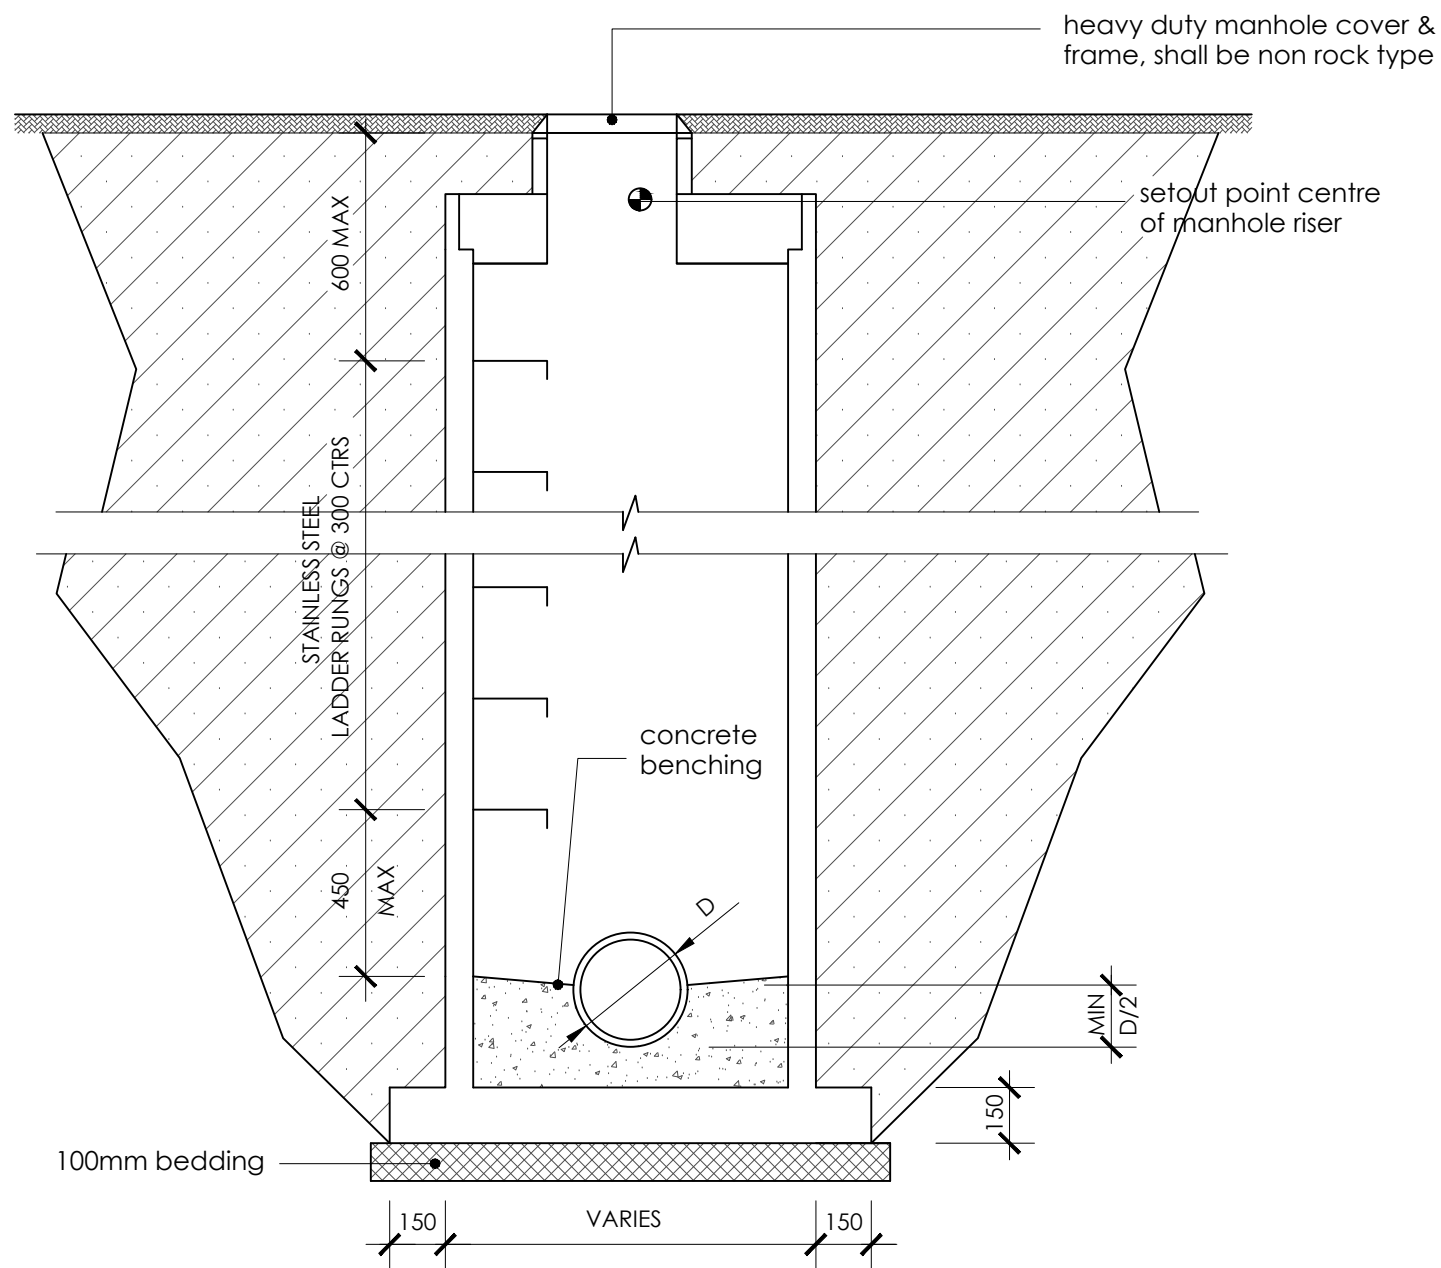 heavy duty manhole cover &
frame, shall be non rock type
setout point centre
of manhole riser
600 MAX
STAINLESS STEEL
LADDER RUNGS @ 300 CTRS
concrete
benching
450
MAX
D
MIN
D/2
150
100mm bedding
150
VARIES
150